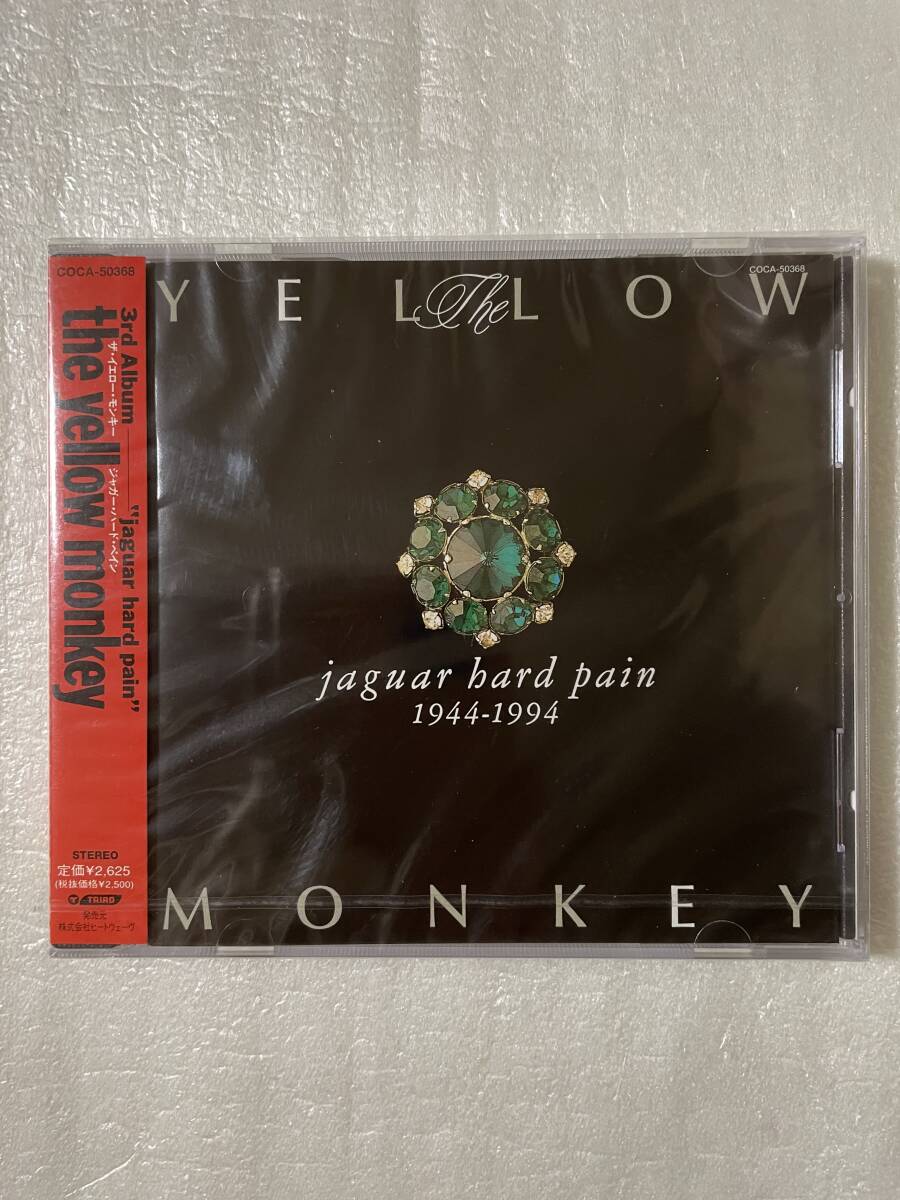 COCA-50368
3rd Album "jaguar hard pain"
ザ・イエロー・モンキー ジャガー・ハード・ペイン
the yellow monkey
STEREO
定価¥2,625
(税抜価格¥2,500)
TRIAD
発売元
株式会社ヒートウェーヴ
COCA-50368
The
YELLOW
jaguar hard pain
1944-1994
MONKEY